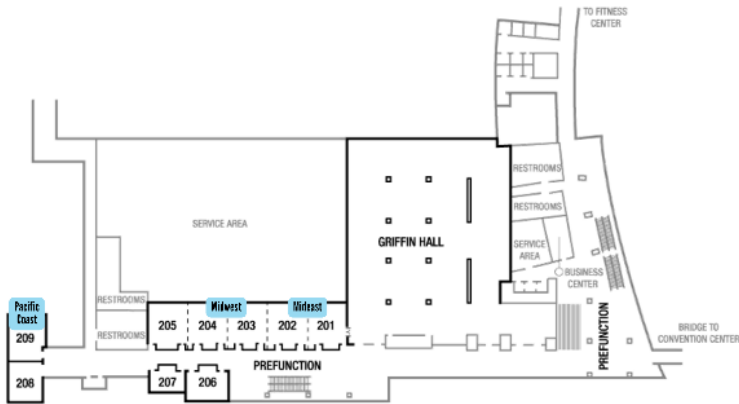 TO FITNESS
CENTER
RESTROOMS
RESTROOMS
SERVICE AREA
GRIFFIN HALL
SERVICE
AREA
BUSINESS
CENTER
Pacific
Coast
209
RESTROOMS
Midwest
Mideast
205
204
203
202
201
RESTROOMS
PREFUNCTION
BRIDGE TO
CONVENTION CENTER
PREFUNCTION
208
207
206